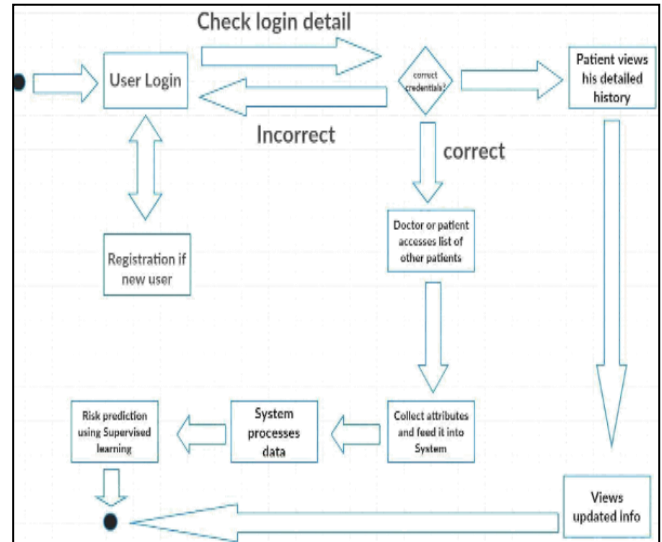 Check login detail
User Login
correct
credentials?
Patient views
his detailed
history
Incorrect
correct
Registration if
new user
Doctor or patient
accesses list of
other patients
Risk prediction
using Supervised
learning
System
processes
data
Collect attributes
and feed it into
System
Views
updated info